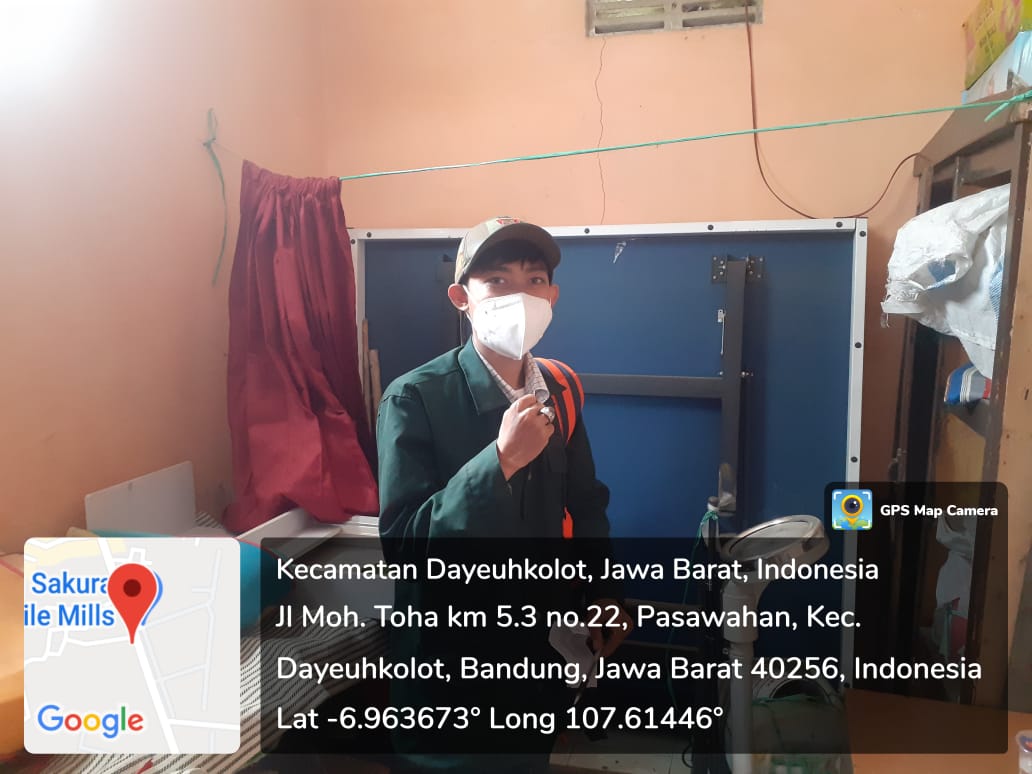 GPS Map Camera
Sakura
ile Mills
Google
Kecamatan Dayeuhkolot, Jawa Barat, Indonesia
Jl Moh. Toha km 5.3 no.22, Pasawahan, Kec.
Dayeuhkolot, Bandung, Jawa Barat 40256, Indonesia
Lat -6.963673° Long 107.61446°